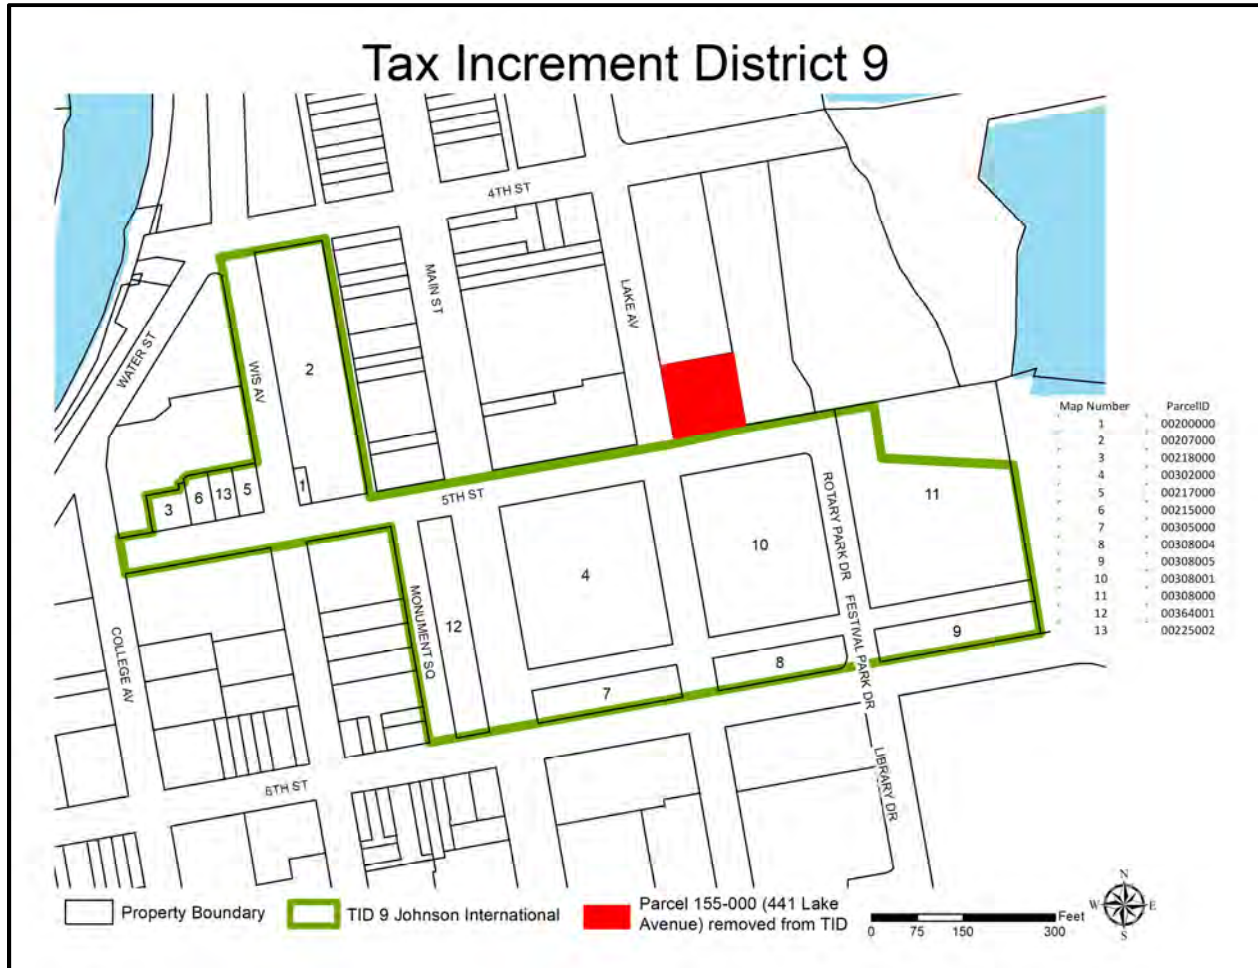 Tax Increment District 9
4TH ST
MAIN ST
LAKE AV
WATER ST
WIS AV
2
Map Number ParcelID
1 00200000
2 00207000
3 00218000
4 00302000
5 00217000
6 00215000
7 00305000
8 00308004
9 00308005
10 00308001
11 00308000
12 00364001
13 00225002
1
5TH ST
3
6
13
5
ROTARY PARK DR
11
10
4
MONUMENT SQ
12
FESTIVAL PARK DR
9
8
7
COLLEGE AV
6TH ST
LIBRARY DR
Property Boundary
TID 9 Johnson International
Parcel 155-000 (441 Lake
Avenue) removed from TID
Feet
0 75 150 300
N
W E
S